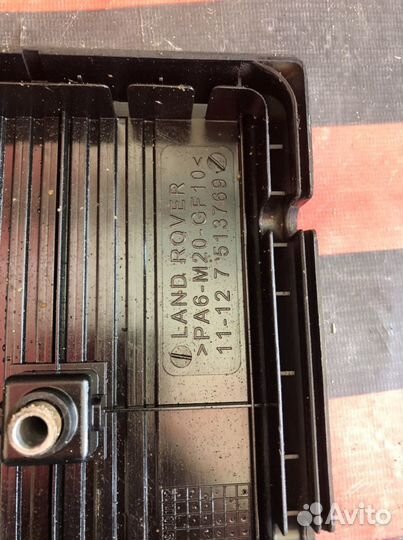 LAND ROVER
>PA6-M20-GF10<
11-12 7 513769
Avito